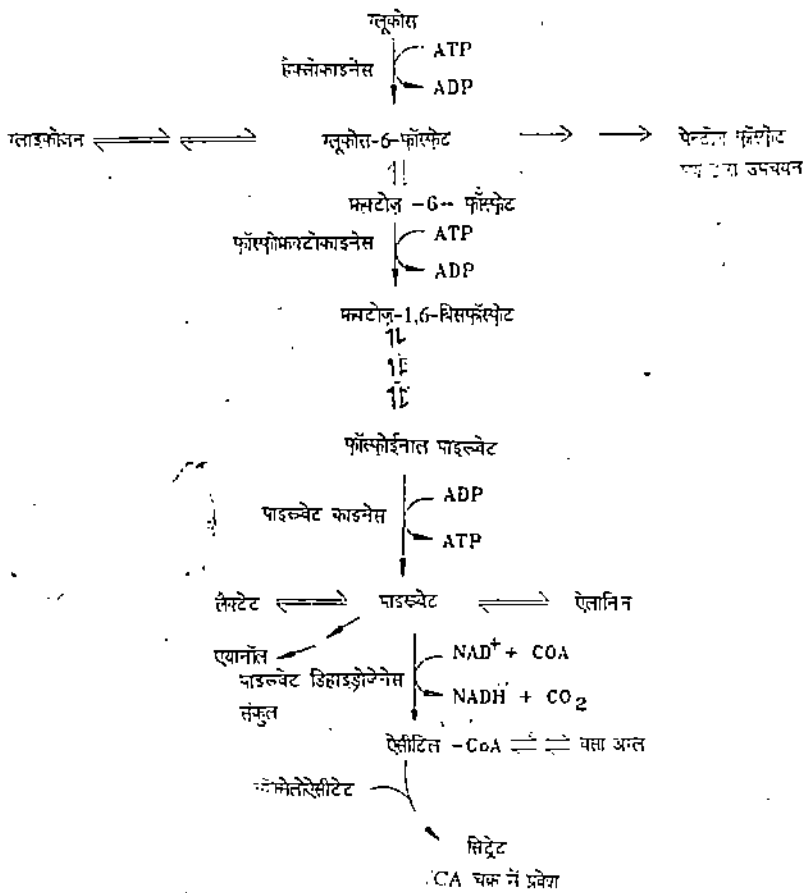 ग्लूकोस
ATP
हैक्सोकाइनेस
ADP
ग्लाइकोजन
ग्लूकोस-6-फॉस्फेट
पेन्टोज फॉस्फेट
उपचयन
फ्रक्टोज़ -6- फॉस्फेट
फॉस्फोफ्रक्टोकाइनेस
ATP
ADP
फ्रक्टोज़-1,6-बिसफॉस्फेट
फॉस्फोईनाल पाइरूवेट
ADP
पाइरूवेट काइनेस
ATP
लैक्टेट
पाइरूवेट
ऐलानिन
एथानॉल
NAD⁺ + COA
पाइरूवेट डिहाइड्रोजेनेस
NADH + CO₂
संकुल
ऐसीटिल -CoA
वसा अम्ल
सिट्रेट
CA चक्र में प्रवेश